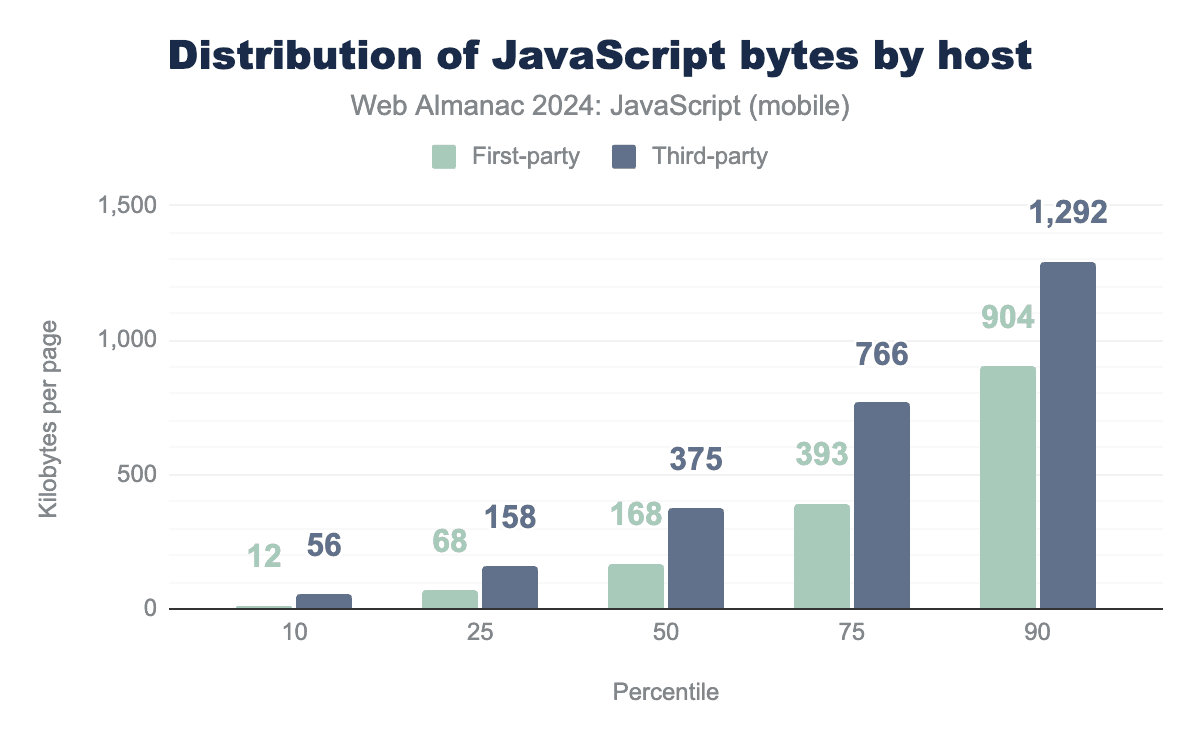 Distribution of JavaScript bytes by host
Web Almanac 2024: JavaScript (mobile)
First-party Third-party
1,500
1,000
500
0
Kilobytes per page
12 56 68 158 168 375 393 766 904 1,292
10 25 50 75 90
Percentile